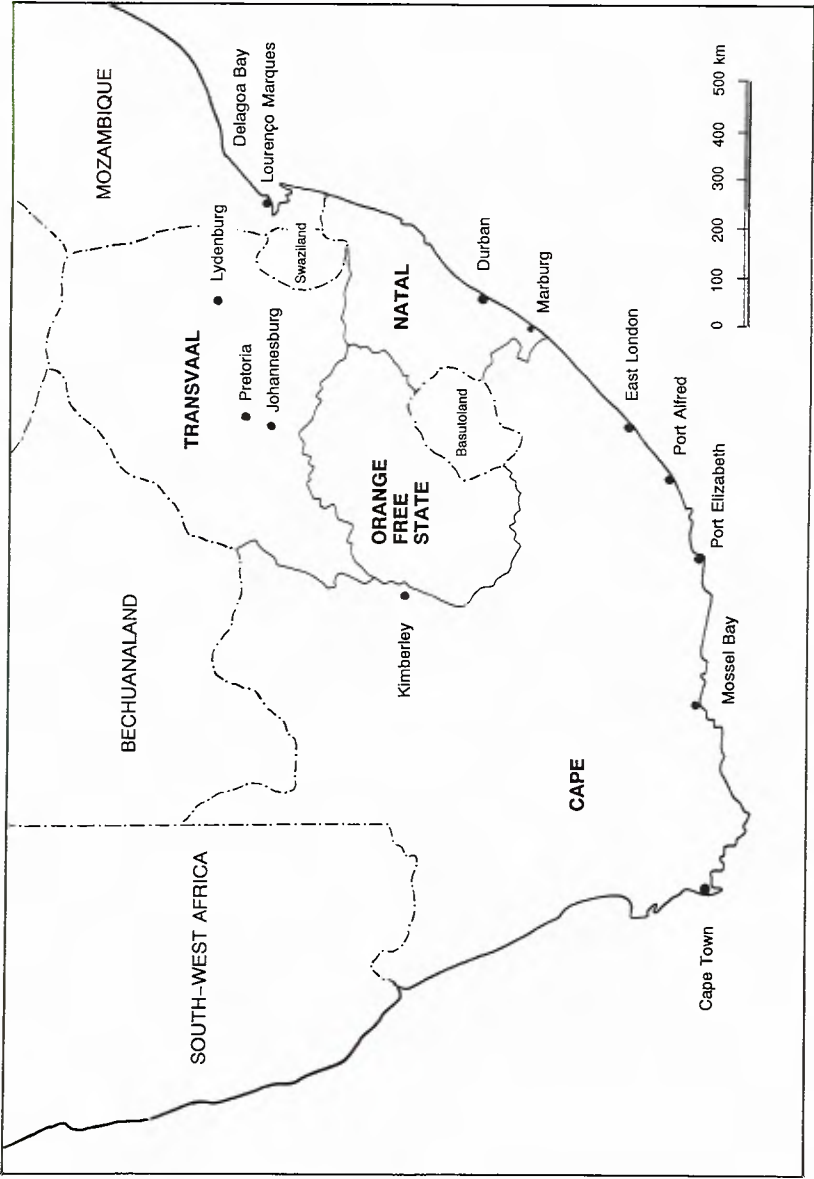 MOZAMBIQUE
Delagoa Bay
Lourenço Marques
Lydenburg
Swaziland
TRANSVAAL
Pretoria
Johannesburg
NATAL
Durban
Marburg
BECHUANALAND
ORANGE
FREE
STATE
Basutoland
East London
Port Alfred
Port Elizabeth
Kimberley
Mossel Bay
SOUTH-WEST AFRICA
CAPE
Cape Town
0 100 200 300 400 500 km